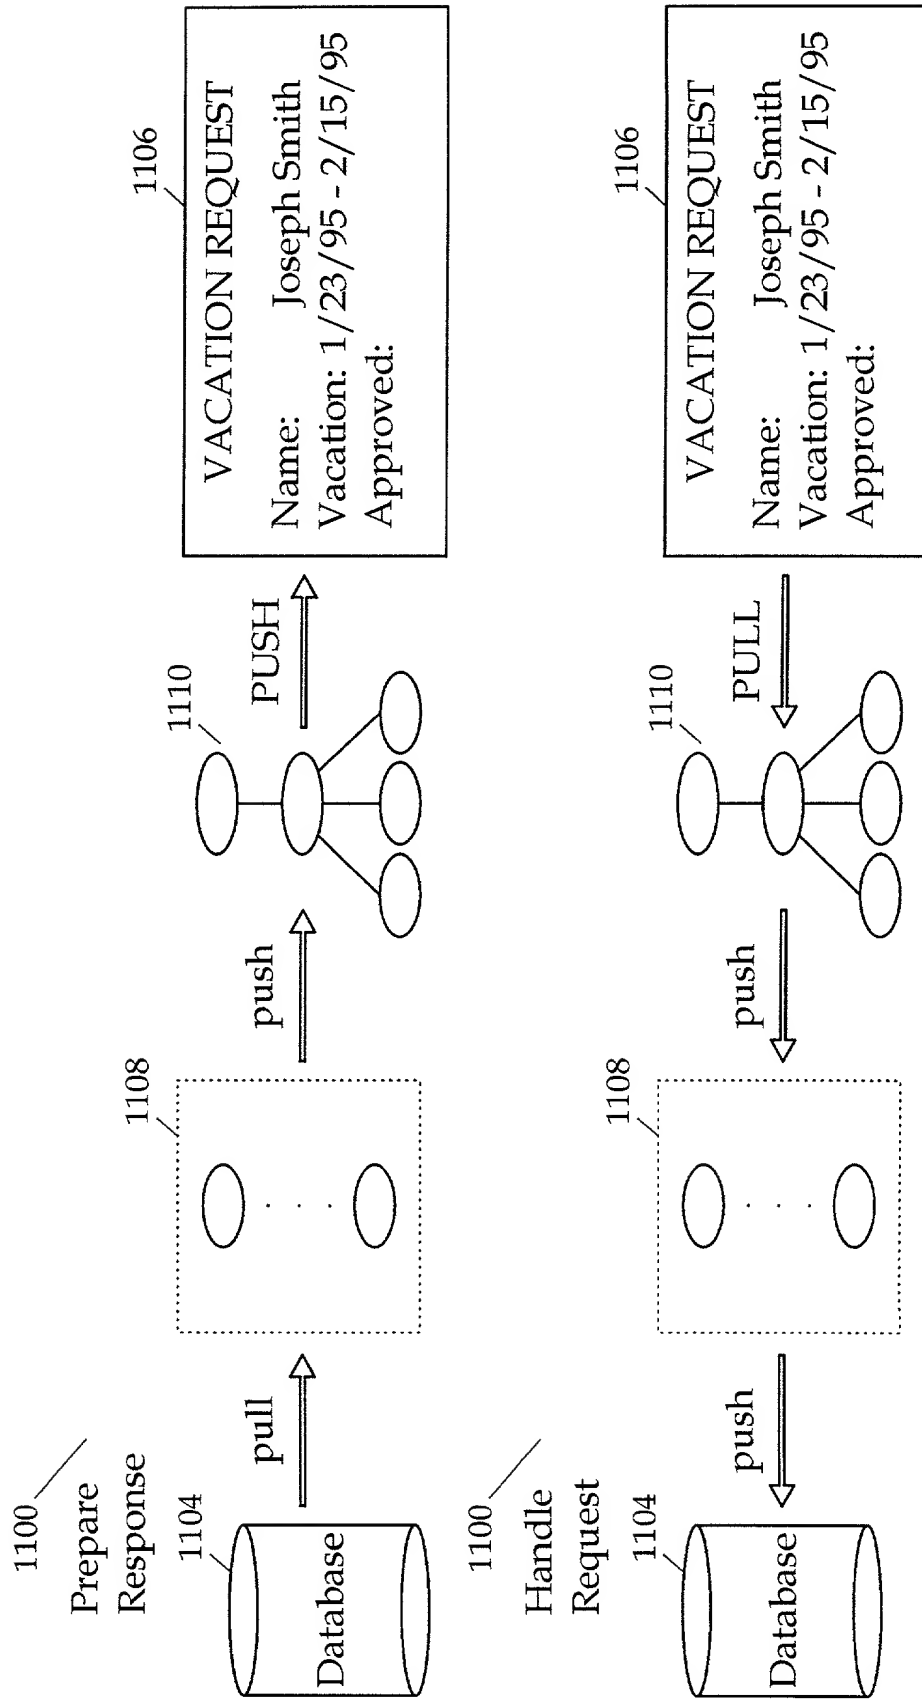 1100
Prepare
Response
1104
Database
pull
1108
push
1110
PUSH
1106
VACATION REQUEST
Name: Joseph Smith
Vacation: 1/23/95 - 2/15/95
Approved:
1100
Handle
Request
1104
Database
push
1108
push
1110
PULL
1106
VACATION REQUEST
Name: Joseph Smith
Vacation: 1/23/95 - 2/15/95
Approved: